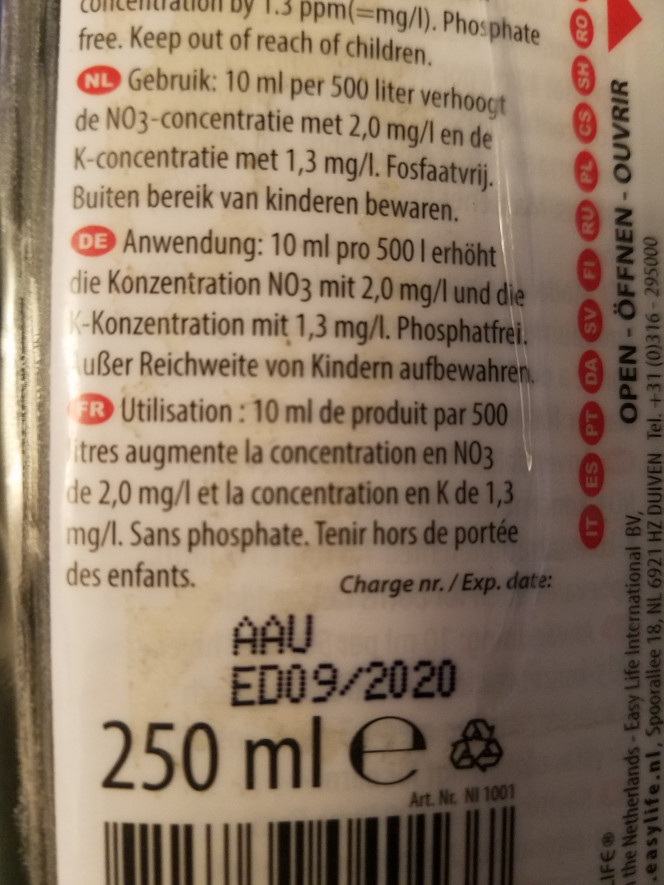 concentration by 1.3 ppm(=mg/l). Phosphate
free. Keep out of reach of children.
NL Gebruik: 10 ml per 500 liter verhoogt
de NO3-concentratie met 2,0 mg/l en de
K-concentratie met 1,3 mg/l. Fosfaatvrij.
Buiten bereik van kinderen bewaren.
DE Anwendung: 10 ml pro 500 l erhöht
die Konzentration NO3 mit 2,0 mg/l und die
K-Konzentration mit 1,3 mg/l. Phosphatfrei.
Außer Reichweite von Kindern aufbewahren.
FR Utilisation : 10 ml de produit par 500
litres augmente la concentration en NO3
de 2,0 mg/l et la concentration en K de 1,3
mg/l. Sans phosphate. Tenir hors de portée
des enfants.
Charge nr. / Exp. date:
AAU
ED09/2020
250 ml e
Art. Nr. NI 1001
IT ES PT DA SV FI RU PL CS SH RO
OPEN - ÖFFNEN - OUVRIR
LIFE®
the Netherlands - Easy Life International BV,
.easylife.nl, Spoorallee 18, NL 6921 HZ DUIVEN Tel. +31 (0)316 - 295000